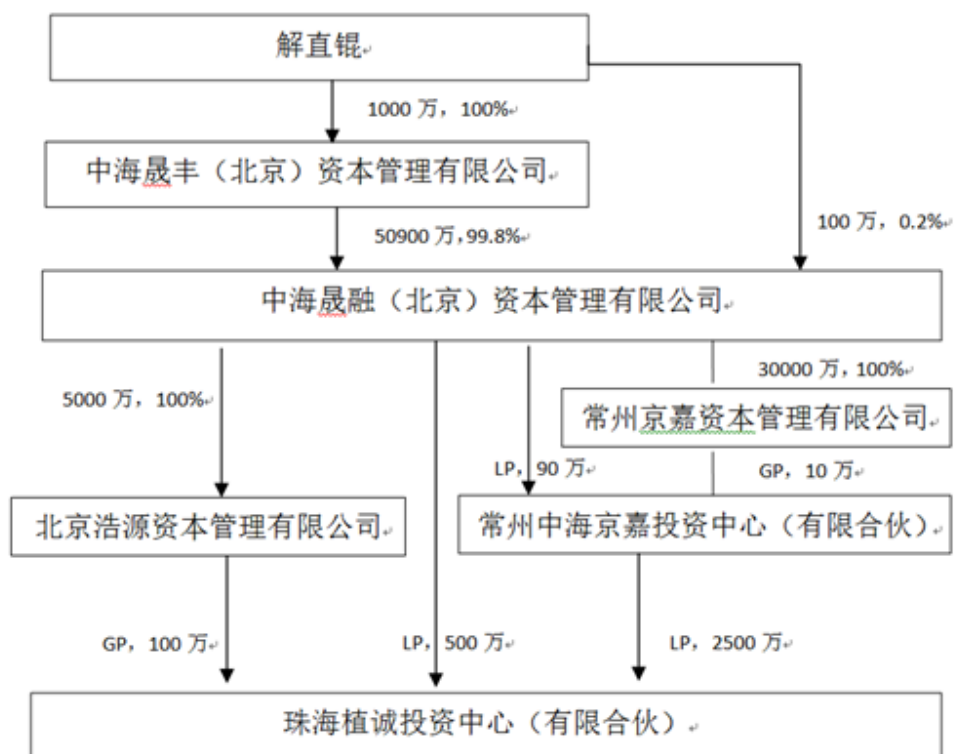 解直锟
1000 万，100%
中海晟丰（北京）资本管理有限公司
50900 万,99.8%
100 万，0.2%
中海晟融（北京）资本管理有限公司
5000 万，100%
30000 万,100%
常州京嘉资本管理有限公司
LP，90 万
GP，10 万
北京浩源资本管理有限公司
常州中海京嘉投资中心（有限合伙）
GP，100 万
LP，500 万
LP，2500 万
珠海植诚投资中心（有限合伙）